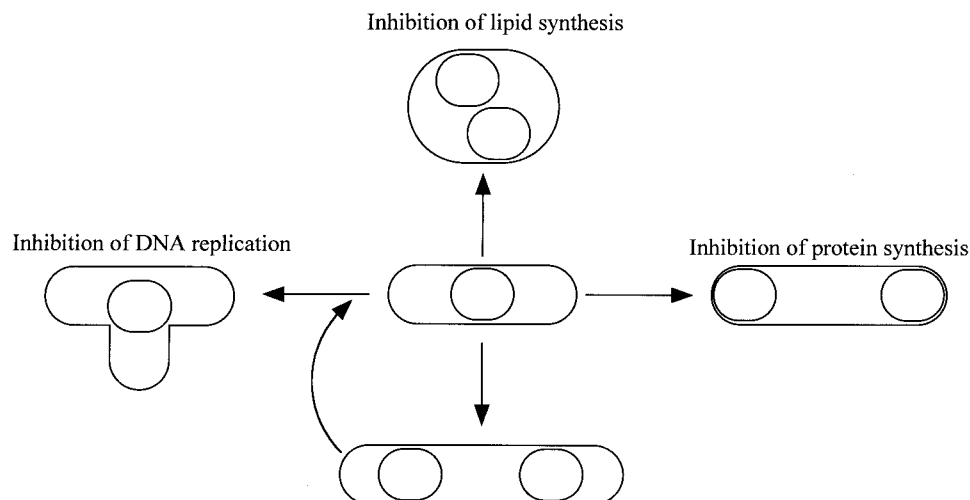 Inhibition of lipid synthesis
Inhibition of DNA replication
Inhibition of protein synthesis